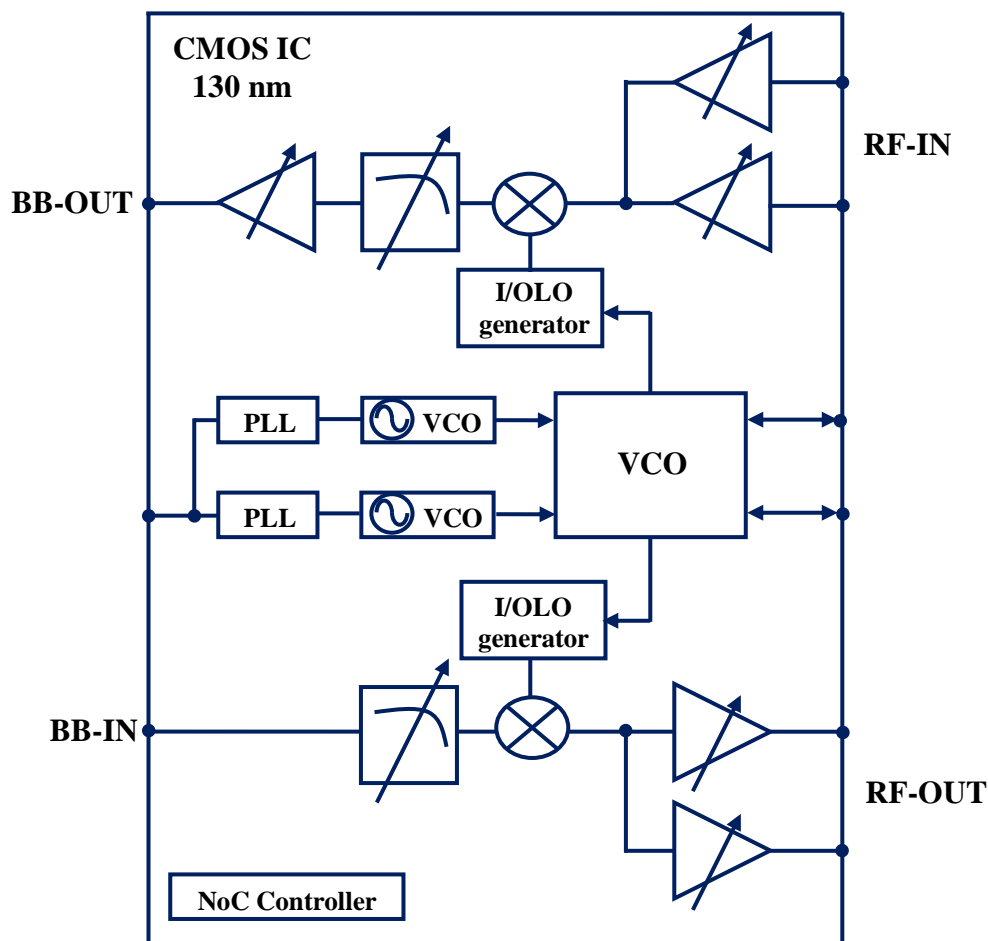 CMOS IC
130 nm
RF-IN
BB-OUT
I/OLO
generator
PLL
VCO
VCO
PLL
VCO
I/OLO
generator
BB-IN
RF-OUT
NoC Controller